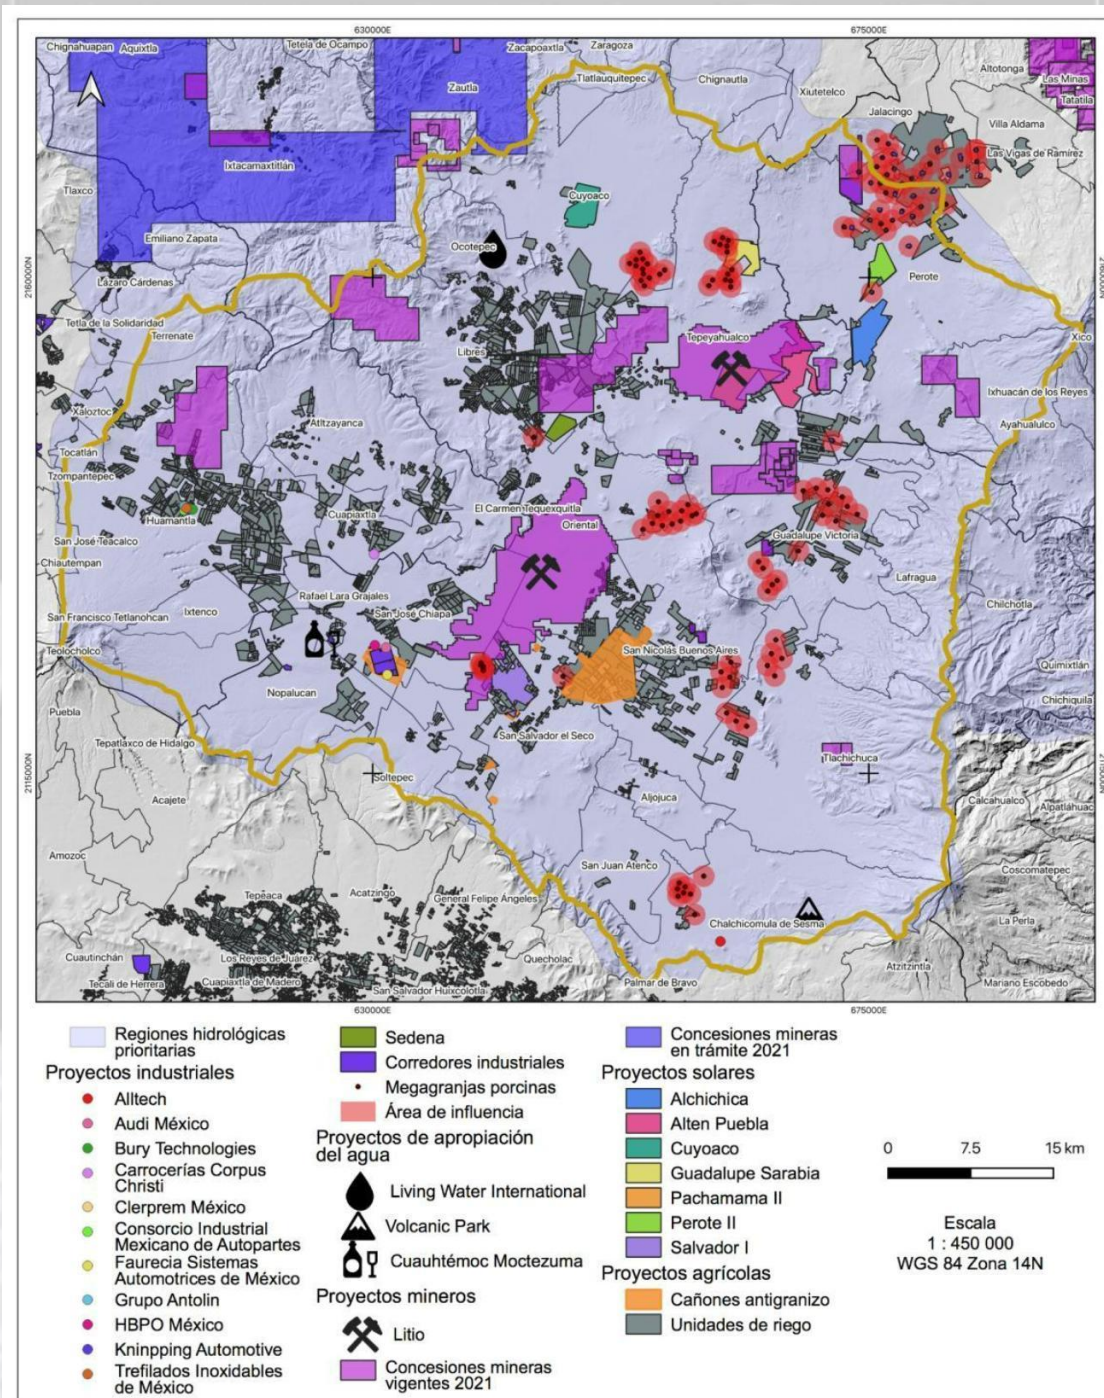 630000E
675000E
Chignahuapan
Aquixtla
Tetela de Ocampo
Zacapoaxtla
Zaragoza
Tlatlauquitepec
Chignautla
Xiutetelco
Altotonga
Las Minas
Tatatila
Zautla
Jalacingo
Villa Aldama
Las Vigas de Ramírez
Ixtacamaxtitlán
Tlaxco
Cuyoaco
Emiliano Zapata
Ocotepec
2160000N
Lázaro Cárdenas
Perote
2160000N
Tetla de la Solidaridad
Terrenate
Tepeyahualco
Xico
Libres
Ixhuacán de los Reyes
Xaloztoc
Atltzayanca
Ayahualulco
Tocatlán
Tzompantepec
El Carmen Tequexquitla
Huamantla
Cuapiaxtla
Oriental
Guadalupe Victoria
San José Teacalco
Chiautempan
Lafragua
Rafael Lara Grajales
San José Chiapa
Chilchotla
San Francisco Tetlanohcan
Ixtenco
Teolocholco
San Nicolás Buenos Aires
Quimixtlán
Nopalucan
Chichiquila
Puebla
Tepatlaxco de Hidalgo
San Salvador el Seco
Tlachichuca
2115000N
Soltepec
2115000N
Acajete
Aljojuca
Calcahualco
Alpatláhuac
Amozoc
San Juan Atenco
Coscomatepec
Tepeaca
Acatzingo
General Felipe Ángeles
Chalchicomula de Sesma
La Perla
Cuautinchán
Los Reyes de Juárez
Quecholac
Atzitzintla
Tecali de Herrera
Cuapiaxtla de Madero
San Salvador Huixcolotla
Palmar de Bravo
Mariano Escobedo
630000E
675000E
Regiones hidrológicas
prioritarias
Proyectos industriales
Alltech
Audi México
Bury Technologies
Carrocerías Corpus
Christi
Clerprem México
Consorcio Industrial
Mexicano de Autopartes
Faurecia Sistemas
Automotrices de México
Grupo Antolin
HBPO México
Kninpping Automotive
Trefilados Inoxidables
de México
Sedena
Corredores industriales
Megagranjas porcinas
Área de influencia
Proyectos de apropiación
del agua
Living Water International
Volcanic Park
Cuauhtémoc Moctezuma
Proyectos mineros
Litio
Concesiones mineras
vigentes 2021
Concesiones mineras
en trámite 2021
Proyectos solares
Alchichica
Alten Puebla
Cuyoaco
Guadalupe Sarabia
Pachamama II
Perote II
Salvador I
Proyectos agrícolas
Cañones antigranizo
Unidades de riego
0 7.5 15 km
Escala
1 : 450 000
WGS 84 Zona 14N